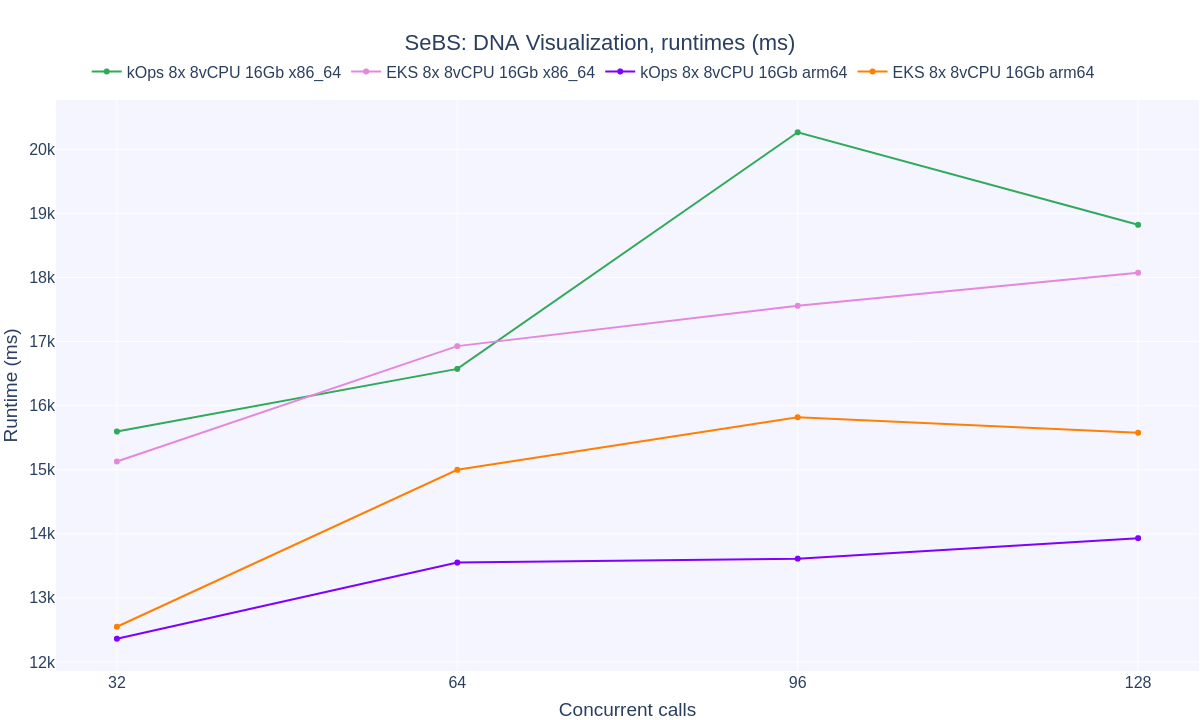 SeBS: DNA Visualization, runtimes (ms)
kOps 8x 8vCPU 16Gb x86_64 EKS 8x 8vCPU 16Gb x86_64 kOps 8x 8vCPU 16Gb arm64 EKS 8x 8vCPU 16Gb arm64
Runtime (ms)
20k
19k
18k
17k
16k
15k
14k
13k
12k
32 64 96 128
Concurrent calls